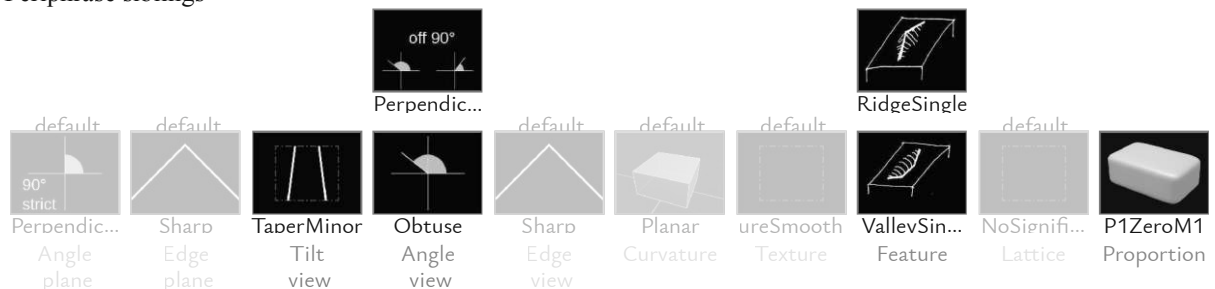 Periphrase siblings
off 90°
Perpendic... RidgeSingle
default default default default default default
90°
strict
Perpendic... Sharp TaperMinor Obtuse Sharp Planar ureSmooth ValleySin... NoSignifi... P1ZeroM1
Angle Edge Tilt Angle Edge Curvature Texture Feature Lattice Proportion
plane plane view view view